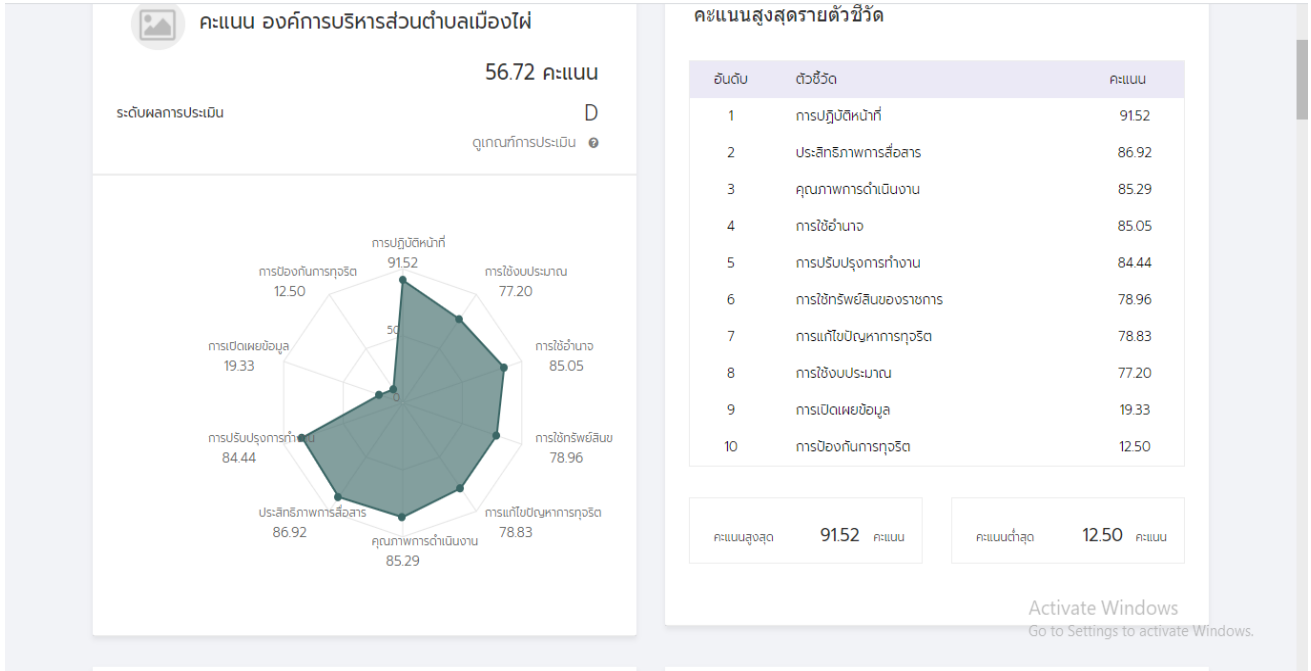 คะแนน องค์การบริหารส่วนตำบลเมืองไผ่
56.72 คะแนน
ระดับผลการประเมิน D
ดูเกณฑ์การประเมิน
การปฏิบัติหน้าที่
91.52
การใช้งบประมาณ
77.20
การใช้อำนาจ
85.05
การใช้ทรัพย์สินข
78.96
การแก้ไขปัญหาการทุจริต
78.83
คุณภาพการดำเนินงาน
85.29
ประสิทธิภาพการสื่อสาร
86.92
การปรับปรุงการทำงาน
84.44
การเปิดเผยข้อมูล
19.33
การป้องกันการทุจริต
12.50
50
0
คะแนนสูงสุดรายตัวชี้วัด
อันดับ ตัวชี้วัด คะแนน
1 การปฏิบัติหน้าที่ 91.52
2 ประสิทธิภาพการสื่อสาร 86.92
3 คุณภาพการดำเนินงาน 85.29
4 การใช้อำนาจ 85.05
5 การปรับปรุงการทำงาน 84.44
6 การใช้ทรัพย์สินของราชการ 78.96
7 การแก้ไขปัญหาการทุจริต 78.83
8 การใช้งบประมาณ 77.20
9 การเปิดเผยข้อมูล 19.33
10 การป้องกันการทุจริต 12.50
คะแนนสูงสุด 91.52 คะแนน
คะแนนต่ำสุด 12.50 คะแนน
Activate Windows
Go to Settings to activate Windows.